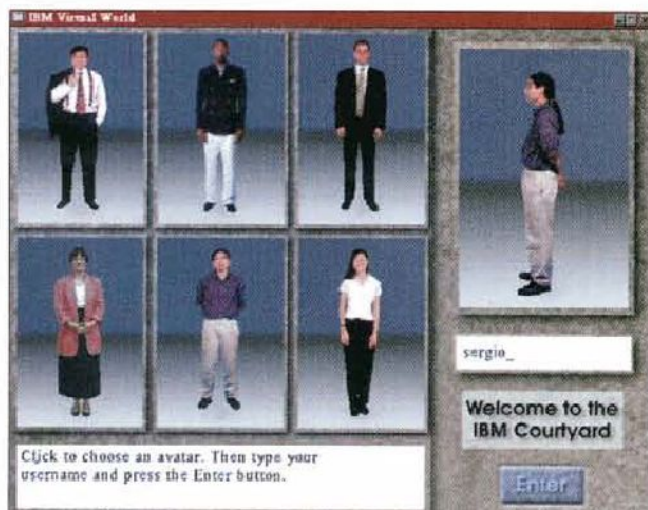 IBM Virtual World
sergio_
Welcome to the
IBM Courtyard
Click to choose an avatar. Then type your
username and press the Enter button.
Enter